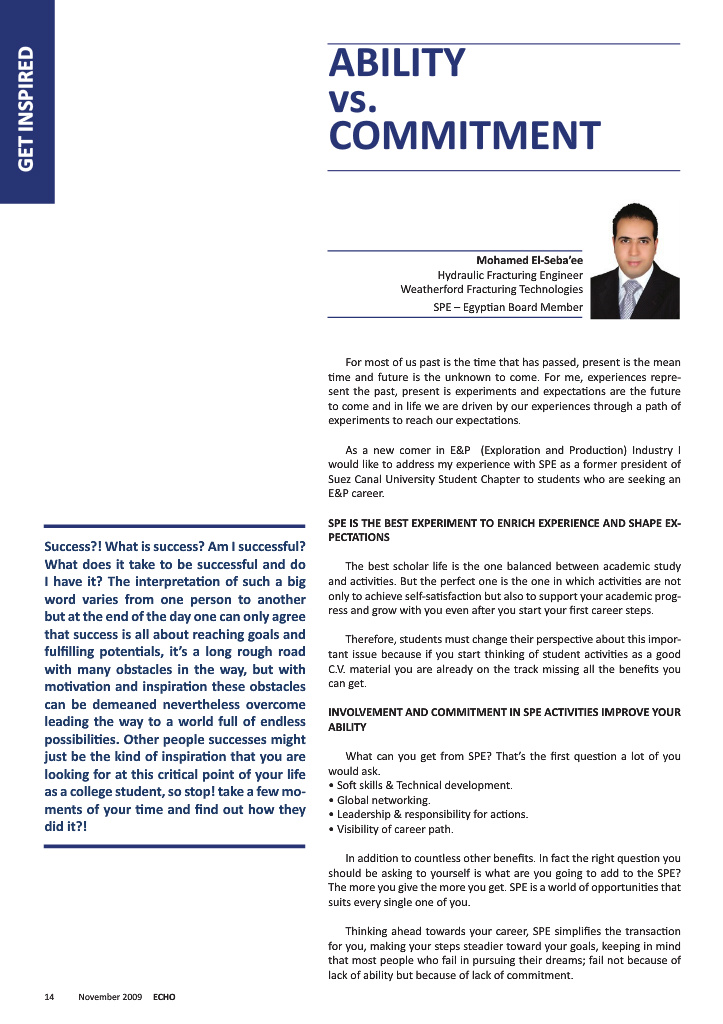 GET INSPIRED
ABILITY
vs.
COMMITMENT
Mohamed El-Seba'ee
Hydraulic Fracturing Engineer
Weatherford Fracturing Technologies
SPE – Egyptian Board Member
For most of us past is the time that has passed, present is the mean
time and future is the unknown to come. For me, experiences repre-
sent the past, present is experiments and expectations are the future
to come and in life we are driven by our experiences through a path of
experiments to reach our expectations.
As a new comer in E&P (Exploration and Production) Industry I
would like to address my experience with SPE as a former president of
Suez Canal University Student Chapter to students who are seeking an
E&P career.
SPE IS THE BEST EXPERIMENT TO ENRICH EXPERIENCE AND SHAPE EX-
PECTATIONS
The best scholar life is the one balanced between academic study
and activities. But the perfect one is the one in which activities are not
only to achieve self-satisfaction but also to support your academic prog-
ress and grow with you even after you start your first career steps.
Therefore, students must change their perspective about this impor-
tant issue because if you start thinking of student activities as a good
C.V. material you are already on the track missing all the benefits you
can get.
INVOLVEMENT AND COMMITMENT IN SPE ACTIVITIES IMPROVE YOUR
ABILITY
What can you get from SPE? That's the first question a lot of you
would ask.
• Soft skills & Technical development.
• Global networking.
• Leadership & responsibility for actions.
• Visibility of career path.
In addition to countless other benefits. In fact the right question you
should be asking to yourself is what are you going to add to the SPE?
The more you give the more you get. SPE is a world of opportunities that
suits every single one of you.
Thinking ahead towards your career, SPE simplifies the transaction
for you, making your steps steadier toward your goals, keeping in mind
that most people who fail in pursuing their dreams; fail not because of
lack of ability but because of lack of commitment.
Success?! What is success? Am I successful?
What does it take to be successful and do
I have it? The interpretation of such a big
word varies from one person to another
but at the end of the day one can only agree
that success is all about reaching goals and
fulfilling potentials, it's a long rough road
with many obstacles in the way, but with
motivation and inspiration these obstacles
can be demeaned nevertheless overcome
leading the way to a world full of endless
possibilities. Other people successes might
just be the kind of inspiration that you are
looking for at this critical point of your life
as a college student, so stop! take a few mo-
ments of your time and find out how they
did it?!
14 November 2009 ECHO